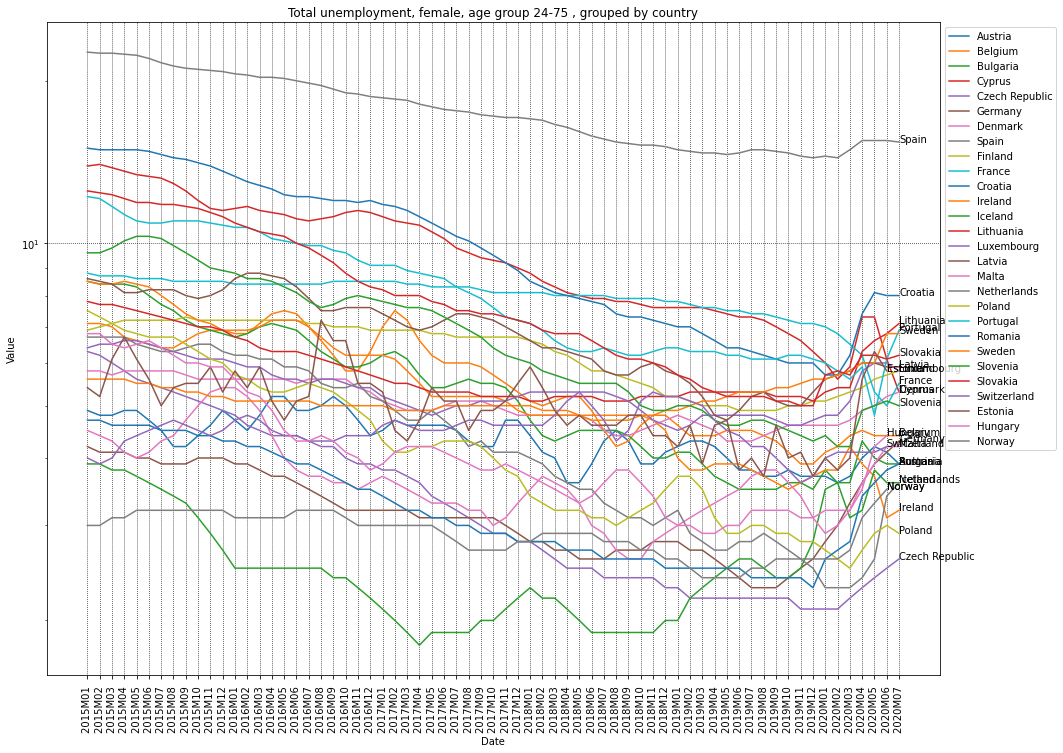 Total unemployment, female, age group 24-75 , grouped by country
Value
10¹
Spain
Croatia
Lithuania
Portugal
Sweden
Slovakia
Latvia
France
Cyprus
Denmark
Slovenia
Hungary
Belgium
Germany
Malta
Switzerland
Romania
Netherlands
Iceland
Norway
Ireland
Poland
Czech Republic
2015M01
2015M02
2015M03
2015M04
2015M05
2015M06
2015M07
2015M08
2015M09
2015M10
2015M11
2015M12
2016M01
2016M02
2016M03
2016M04
2016M05
2016M06
2016M07
2016M08
2016M09
2016M10
2016M11
2016M12
2017M01
2017M02
2017M03
2017M04
2017M05
2017M06
2017M07
2017M08
2017M09
2017M10
2017M11
2017M12
2018M01
2018M02
2018M03
2018M04
2018M05
2018M06
2018M07
2018M08
2018M09
2018M10
2018M11
2018M12
2019M01
2019M02
2019M03
2019M04
2019M05
2019M06
2019M07
2019M08
2019M09
2019M10
2019M11
2019M12
2020M01
2020M02
2020M03
2020M04
2020M05
2020M06
2020M07
Date
Austria
Belgium
Bulgaria
Cyprus
Czech Republic
Germany
Denmark
Spain
Finland
France
Croatia
Ireland
Iceland
Lithuania
Luxembourg
Latvia
Malta
Netherlands
Poland
Portugal
Romania
Sweden
Slovenia
Slovakia
Switzerland
Estonia
Hungary
Norway